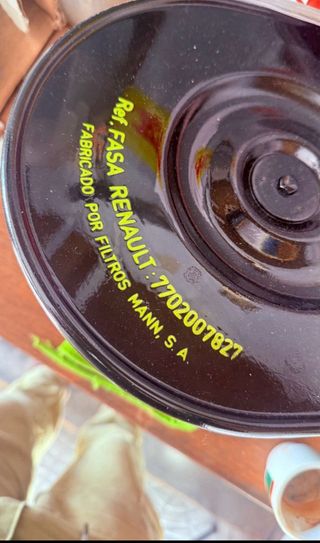 Ref. FASA RENAULT: 7702007827
FABRICADO POR FILTROS MANN, S.A.